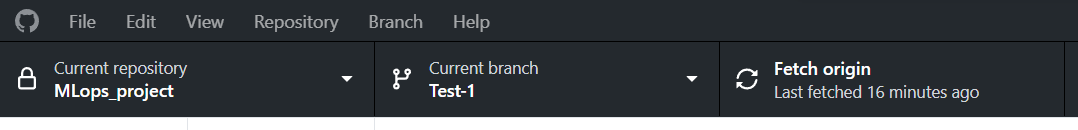 File Edit View Repository Branch Help
Current repository
MLops_project
Current branch
Test-1
Fetch origin
Last fetched 16 minutes ago